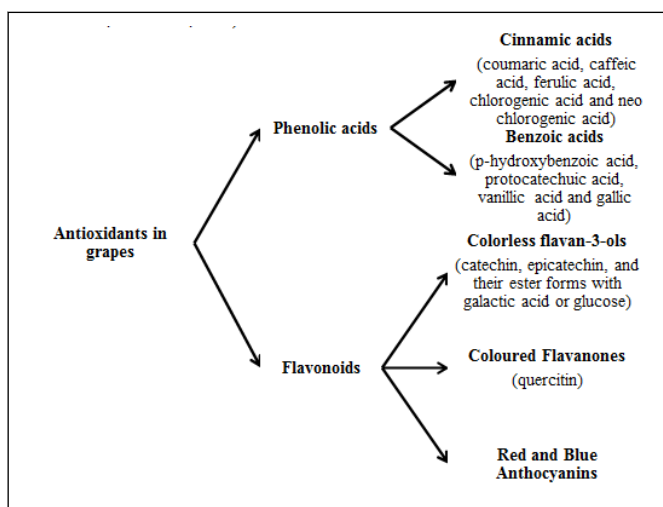 Cinnamic acids
(coumaric acid, caffeic
acid, ferulic acid,
chlorogenic acid and neo
chlorogenic acid)
Phenolic acids
Benzoic acids
(p-hydroxybenzoic acid,
protocatechuic acid,
vanillic acid and gallic
acid)
Antioxidants in
grapes
Colorless flavan-3-ols
(catechin, epicatechin, and
their ester forms with
galactic acid or glucose)
Flavonoids
Coloured Flavanones
(quercitin)
Red and Blue
Anthocyanins